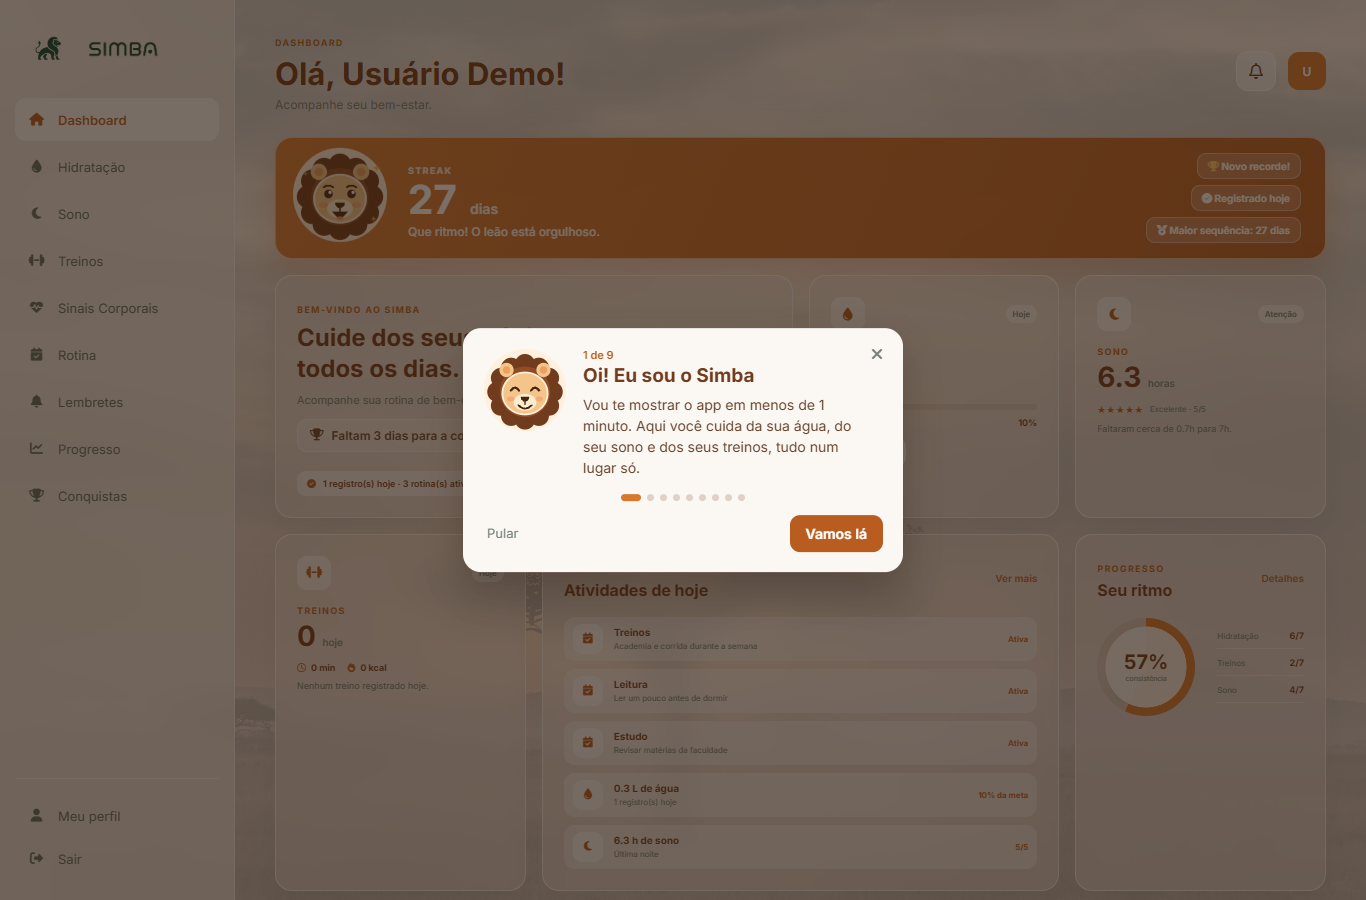 SIMBA
Dashboard
Hidratação
Sono
Treinos
Sinais Corporais
Rotina
Lembretes
Progresso
Conquistas
Meu perfil
Sair
DASHBOARD
Olá, Usuário Demo!
Acompanhe seu bem-estar.
U
STREAK
27 dias
Que ritmo! O leão está orgulhoso.
Novo recorde!
Registrado hoje
Maior sequência: 27 dias
BEM-VINDO AO SIMBA
Cuide dos seus
todos os dias.
Acompanhe sua rotina de bem-
Faltam 3 dias para a co
1 registro(s) hoje · 3 rotina(s) ativ
Hoje
10%
Atenção
SONO
6.3 horas
★★★★★ Excelente · 5/5
Faltaram cerca de 0.7h para 7h.
1 de 9
Oi! Eu sou o Simba
Vou te mostrar o app em menos de 1
minuto. Aqui você cuida da sua água, do
seu sono e dos seus treinos, tudo num
lugar só.
Pular
Vamos lá
Hoje
TREINOS
0 hoje
0 min 0 kcal
Nenhum treino registrado hoje.
Atividades de hoje
Ver mais
Treinos
Academia e corrida durante a semana
Ativa
Leitura
Ler um pouco antes de dormir
Ativa
Estudo
Revisar matérias da faculdade
Ativa
0.3 L de água
1 registro(s) hoje
10% da meta
6.3 h de sono
Última noite
5/5
PROGRESSO
Seu ritmo
Detalhes
57%
consistência
Hidratação 6/7
Treinos 2/7
Sono 4/7